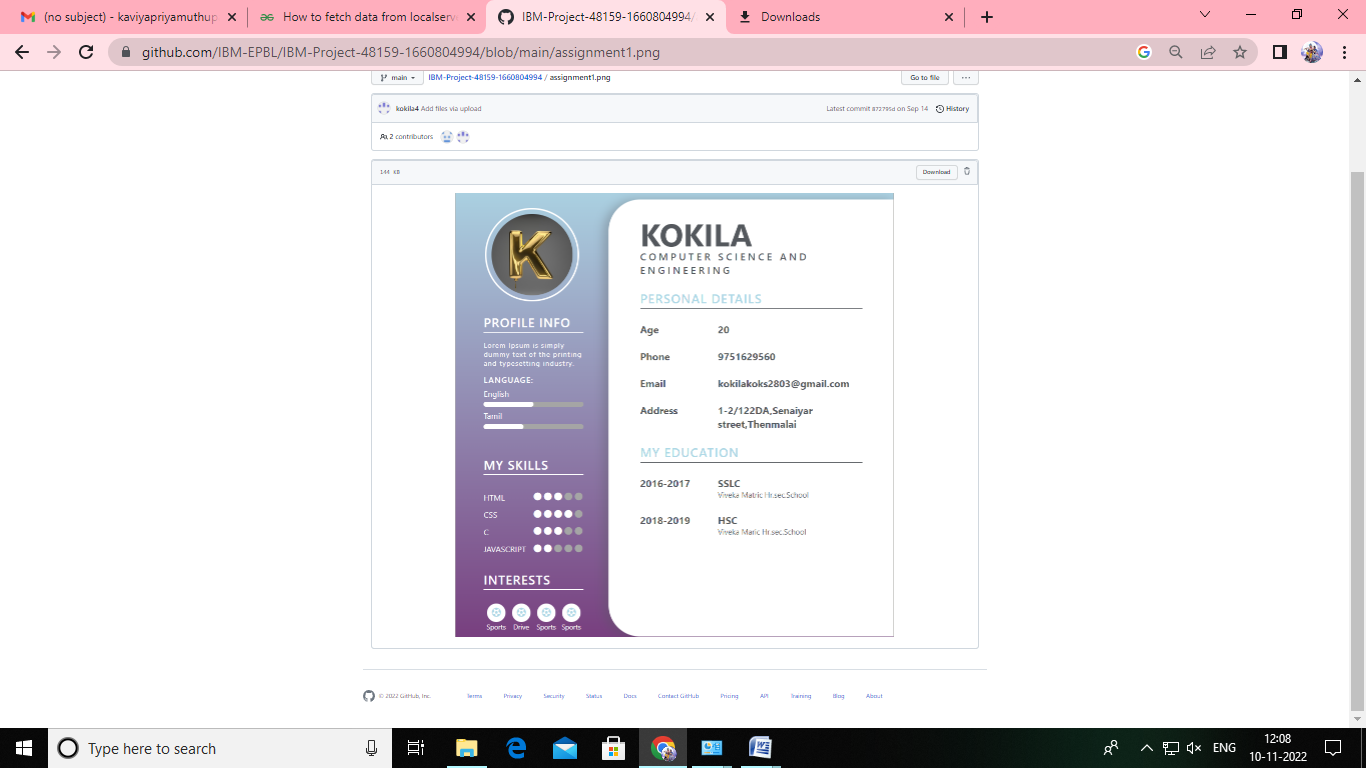 (no subject) - kaviyapriyamuthup
How to fetch data from localserv
IBM-Project-48159-1660804994/
Downloads
github.com/IBM-EPBL/IBM-Project-48159-1660804994/blob/main/assignment1.png
main
IBM-Project-48159-1660804994 / assignment1.png
Go to file
kokila4 Add files via upload
Latest commit 872795d on Sep 14
History
2 contributors
144 KB
Download
K
KOKILA
COMPUTER SCIENCE AND
ENGINEERING
PROFILE INFO
Lorem Ipsum is simply
dummy text of the printing
and typesetting industry.
LANGUAGE:
English
Tamil
MY SKILLS
HTML
CSS
C
JAVASCRIPT
INTERESTS
Sports Drive Sports Sports
PERSONAL DETAILS
Age 20
Phone 9751629560
Email kokilakoks2803@gmail.com
Address 1-2/122DA,Senaiyar
street,Thenmalai
MY EDUCATION
2016-2017 SSLC
Viveka Matric Hr.sec.School
2018-2019 HSC
Viveka Maric Hr.sec.School
© 2022 GitHub, Inc. Terms Privacy Security Status Docs Contact GitHub Pricing API Training Blog About
Type here to search
ENG
12:08
10-11-2022